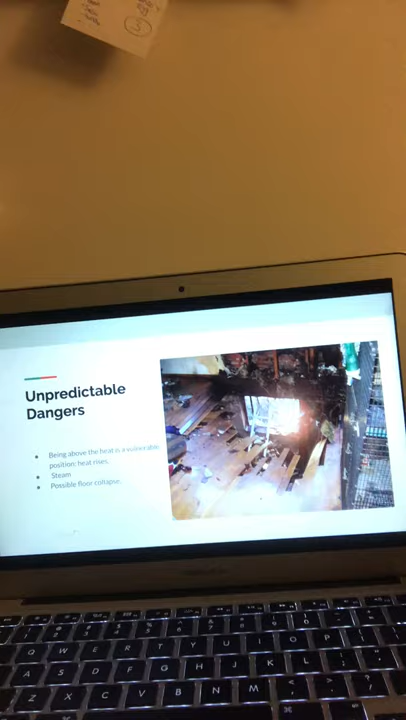 Unpredictable
Dangers
Being above the heat is a vulnerable
position: heat rises.
Steam
Possible floor collapse.
Q W E R T Y U I O P
A S D F G H J K L
Z X C V B N M